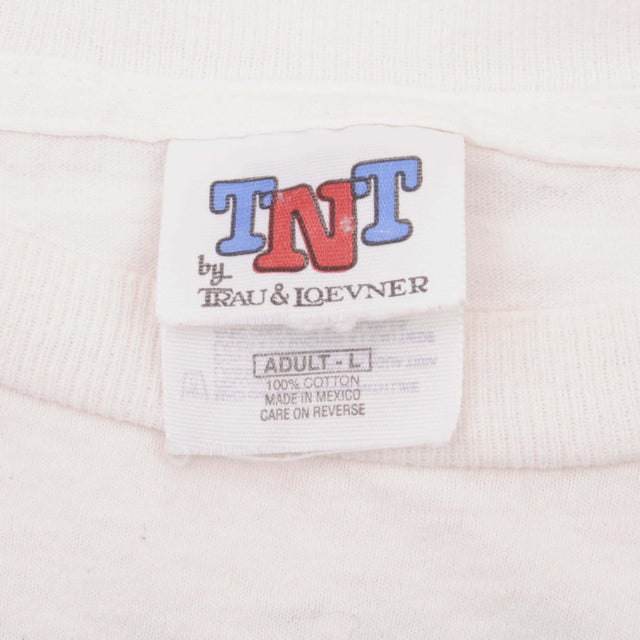 TNT
by
TRAU & LOEVNER
ADULT - L
100% COTTON
MADE IN MEXICO
CARE ON REVERSE